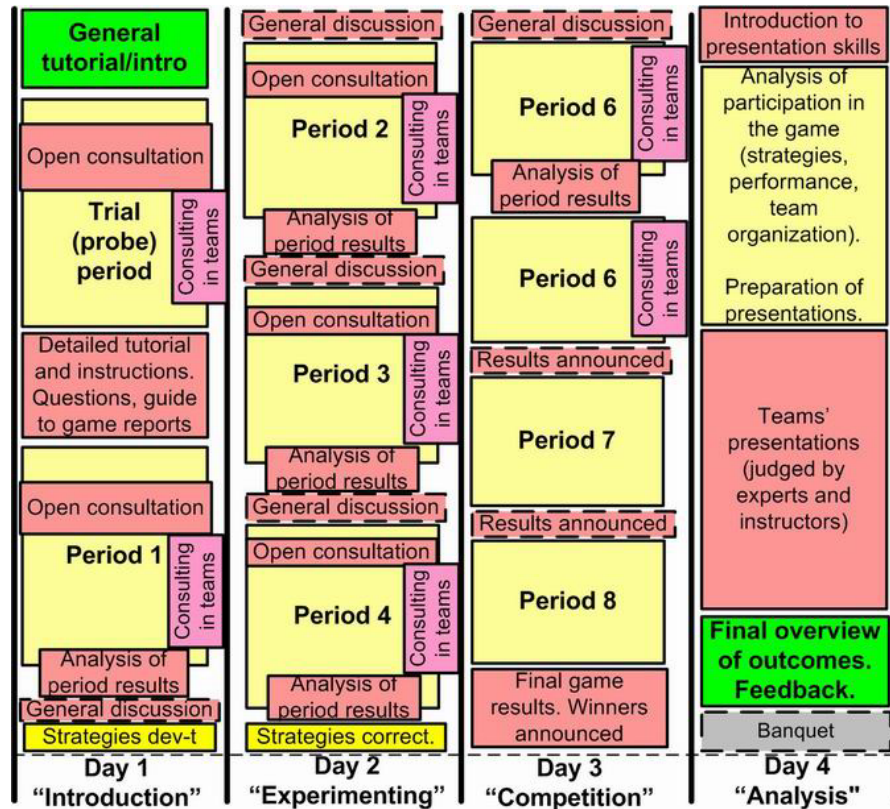 General
tutorial/intro
Open consultation
Trial
(probe)
period
Consulting
in teams
Detailed tutorial
and instructions.
Questions, guide
to game reports
Open consultation
Period 1
Consulting
in teams
Analysis of
period results
General discussion
Strategies dev-t
Day 1
“Introduction”
General discussion
Open consultation
Period 2
Consulting
in teams
Analysis of
period results
General discussion
Open consultation
Period 3
Consulting
in teams
Analysis of
period results
General discussion
Open consultation
Period 4
Consulting
in teams
Analysis of
period results
Strategies correct.
Day 2
“Experimenting”
General discussion
Period 6
Consulting
in teams
Analysis of
period results
Period 6
Consulting
in teams
Results announced
Period 7
Results announced
Period 8
Final game
results. Winners
announced
Day 3
“Competition”
Introduction to
presentation skills
Analysis of
participation in
the game
(strategies,
performance,
team
organization).
Preparation of
presentations.
Teams’
presentations
(judged by
experts and
instructors)
Final overview
of outcomes.
Feedback.
Banquet
Day 4
“Analysis"